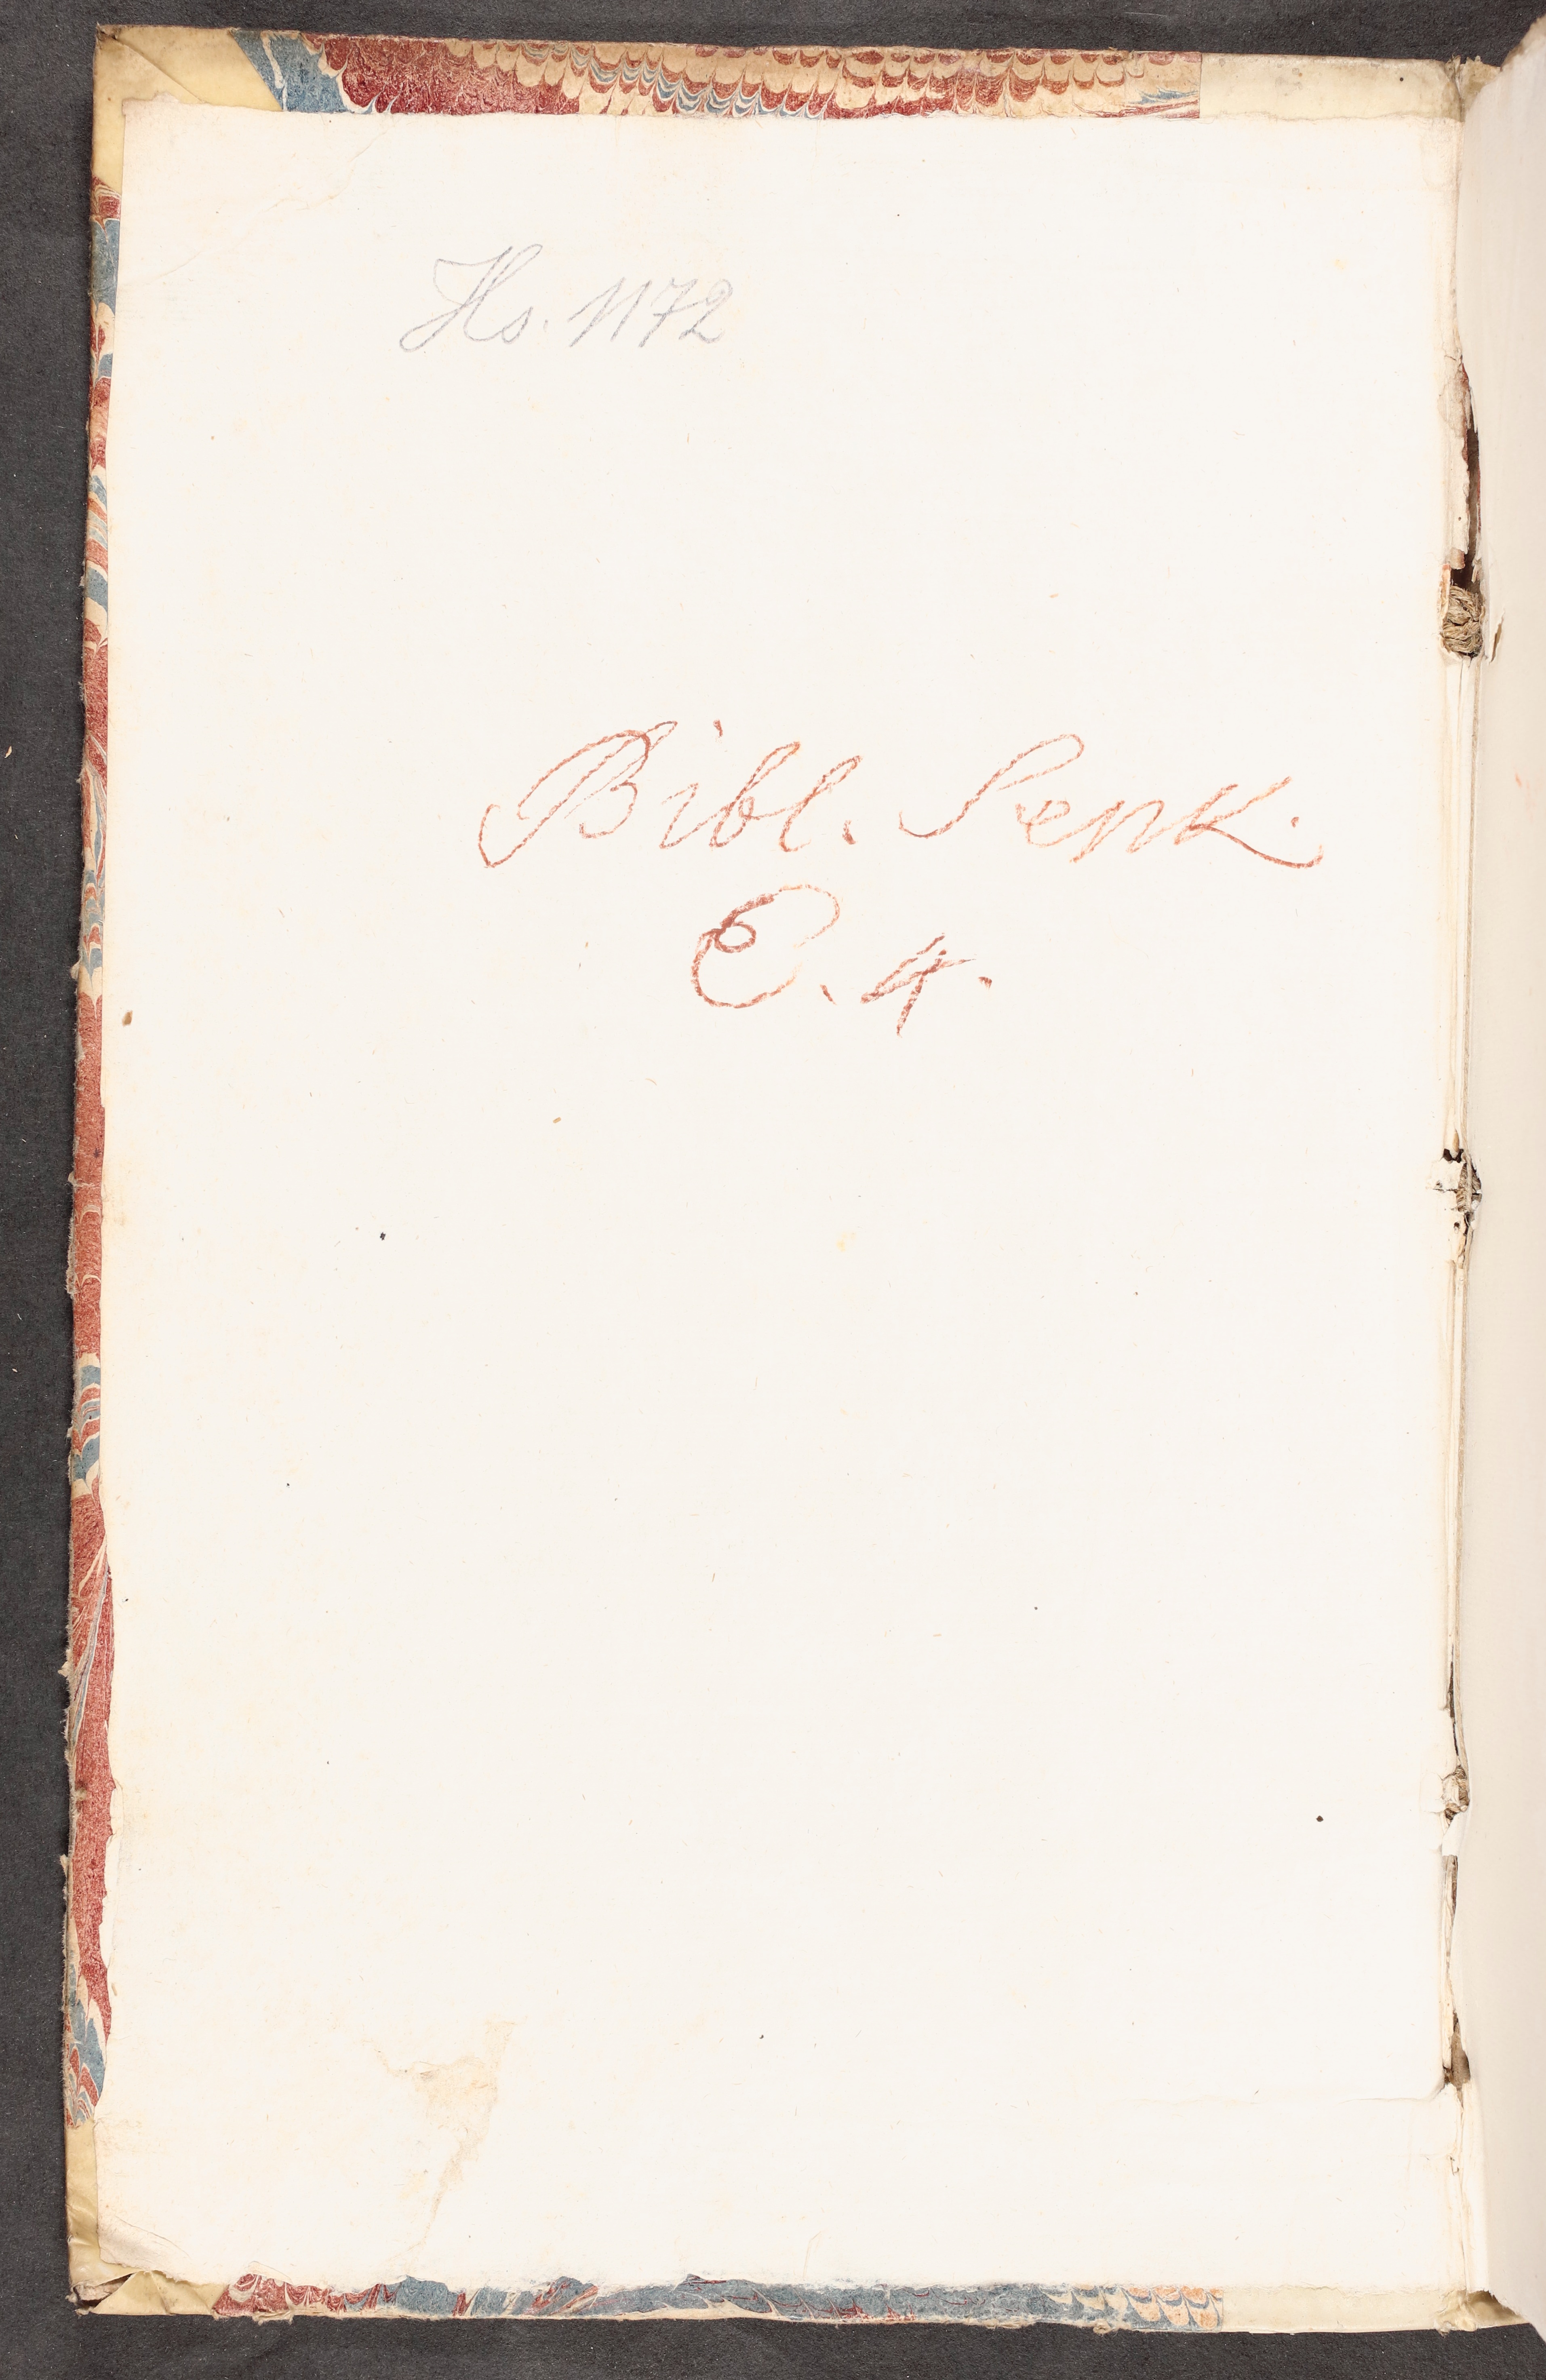 Hs. 1172
Bibl. Senk.
C. 4.